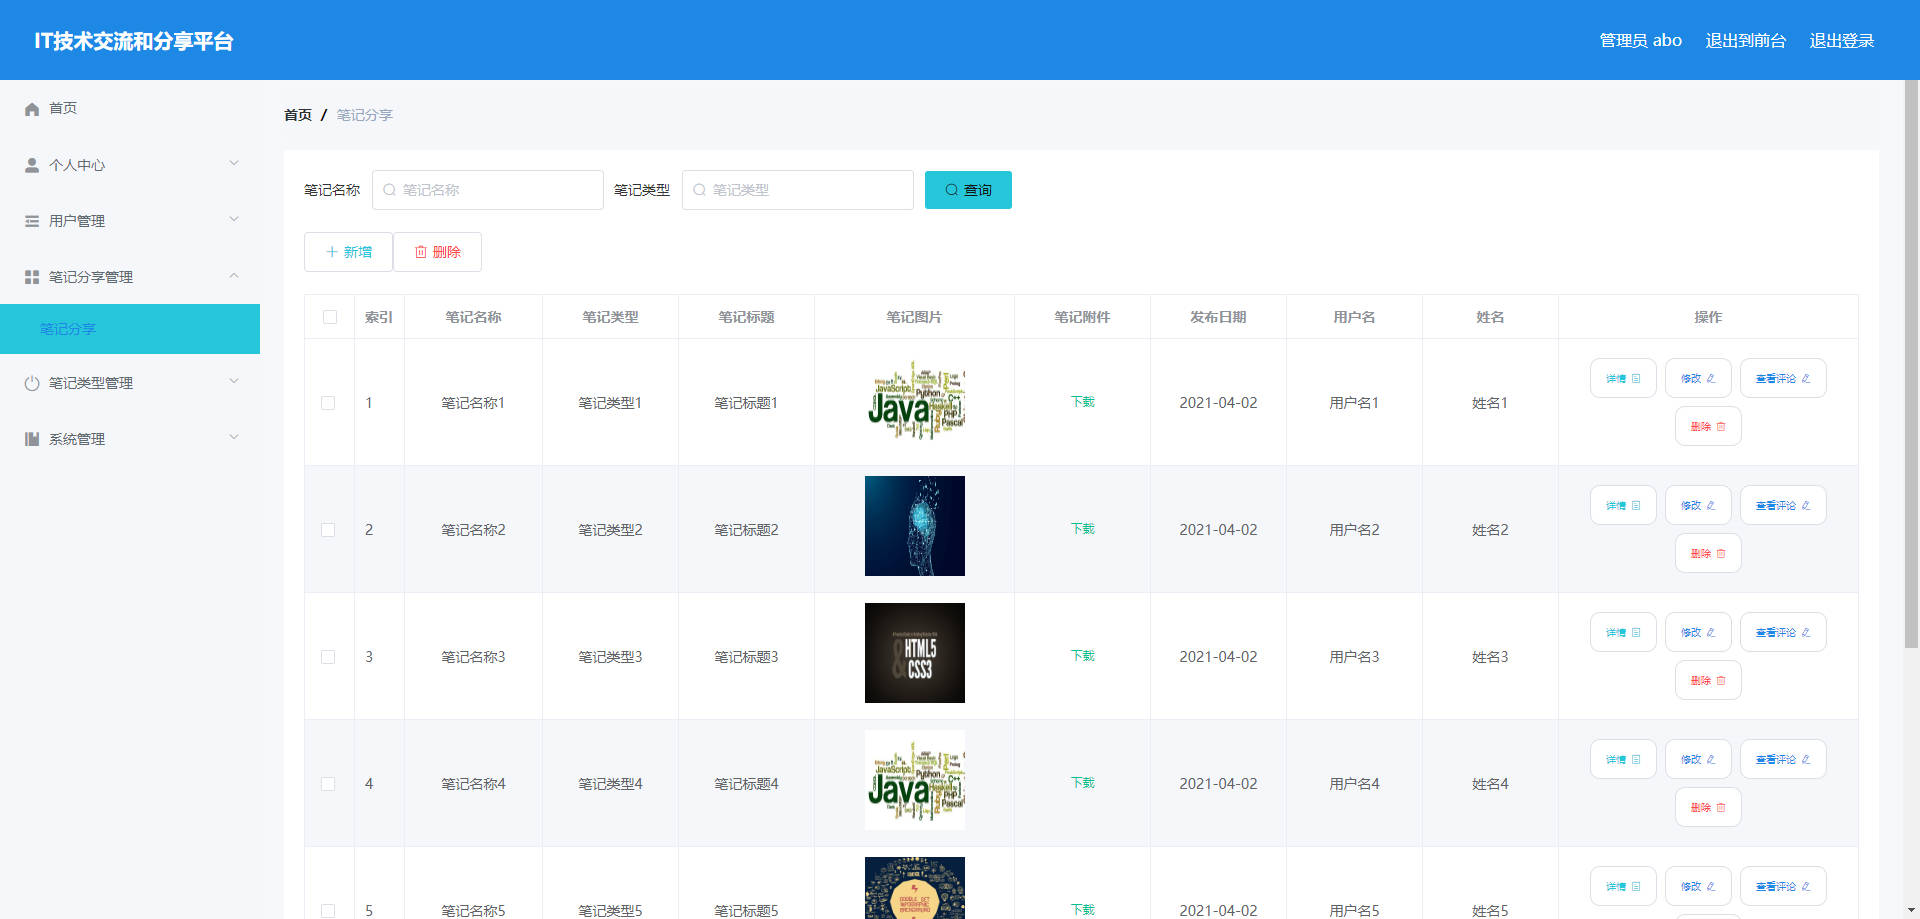 IT技术交流和分享平台
管理员 abo 退出到前台 退出登录
首页
个人中心
用户管理
笔记分享管理
笔记分享
笔记类型管理
系统管理
首页 / 笔记分享
笔记名称 笔记名称 笔记类型 笔记类型 查询
新增 删除
索引 笔记名称 笔记类型 笔记标题 笔记图片 笔记附件 发布日期 用户名 姓名 操作
1 笔记名称1 笔记类型1 笔记标题1 下载 2021-04-02 用户名1 姓名1 详情 修改 查看评论
删除
JavaScript
Python
Java
C++
PHP
Pascal
2 笔记名称2 笔记类型2 笔记标题2 下载 2021-04-02 用户名2 姓名2 详情 修改 查看评论
删除
3 笔记名称3 笔记类型3 笔记标题3 下载 2021-04-02 用户名3 姓名3 详情 修改 查看评论
删除
& HTML5
CSS3
4 笔记名称4 笔记类型4 笔记标题4 下载 2021-04-02 用户名4 姓名4 详情 修改 查看评论
删除
JavaScript
Python
Java
C++
PHP
Pascal
5 笔记名称5 笔记类型5 笔记标题5 下载 2021-04-02 用户名5 姓名5 详情 修改 查看评论